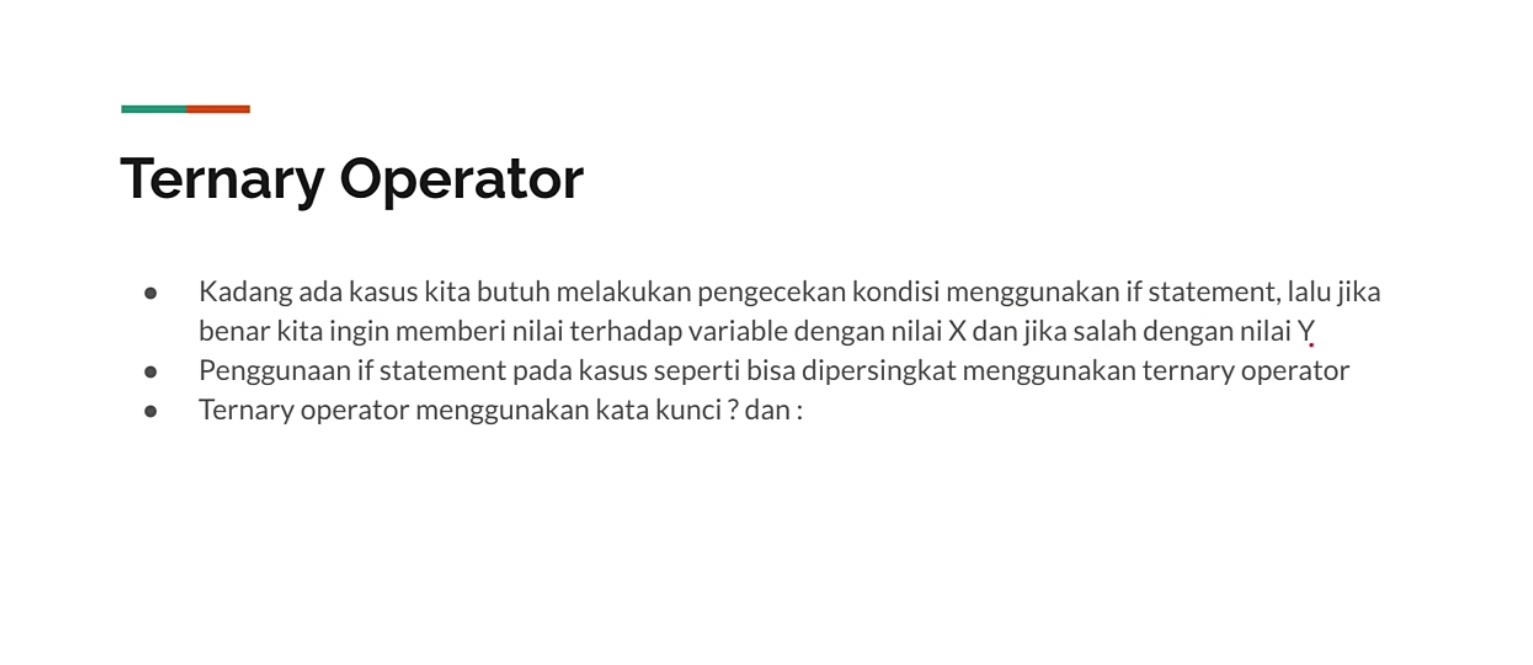 Ternary Operator
● Kadang ada kasus kita butuh melakukan pengecekan kondisi menggunakan if statement, lalu jika
benar kita ingin memberi nilai terhadap variable dengan nilai X dan jika salah dengan nilai Y
● Penggunaan if statement pada kasus seperti bisa dipersingkat menggunakan ternary operator
● Ternary operator menggunakan kata kunci ? dan :